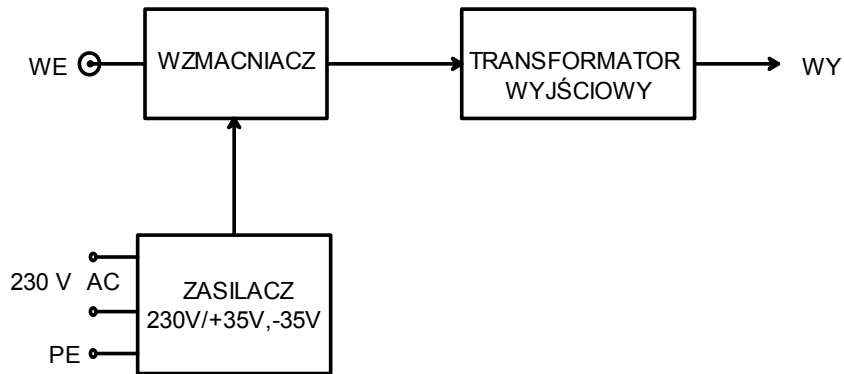 WE
WZMACNIACZ
TRANSFORMATOR
WYJŚCIOWY
WY
230 V AC
PE
ZASILACZ
230V/+35V,-35V